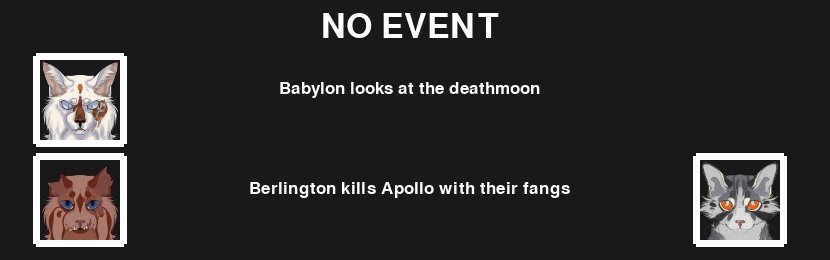 NO EVENT
Babylon looks at the deathmoon
Berlington kills Apollo with their fangs